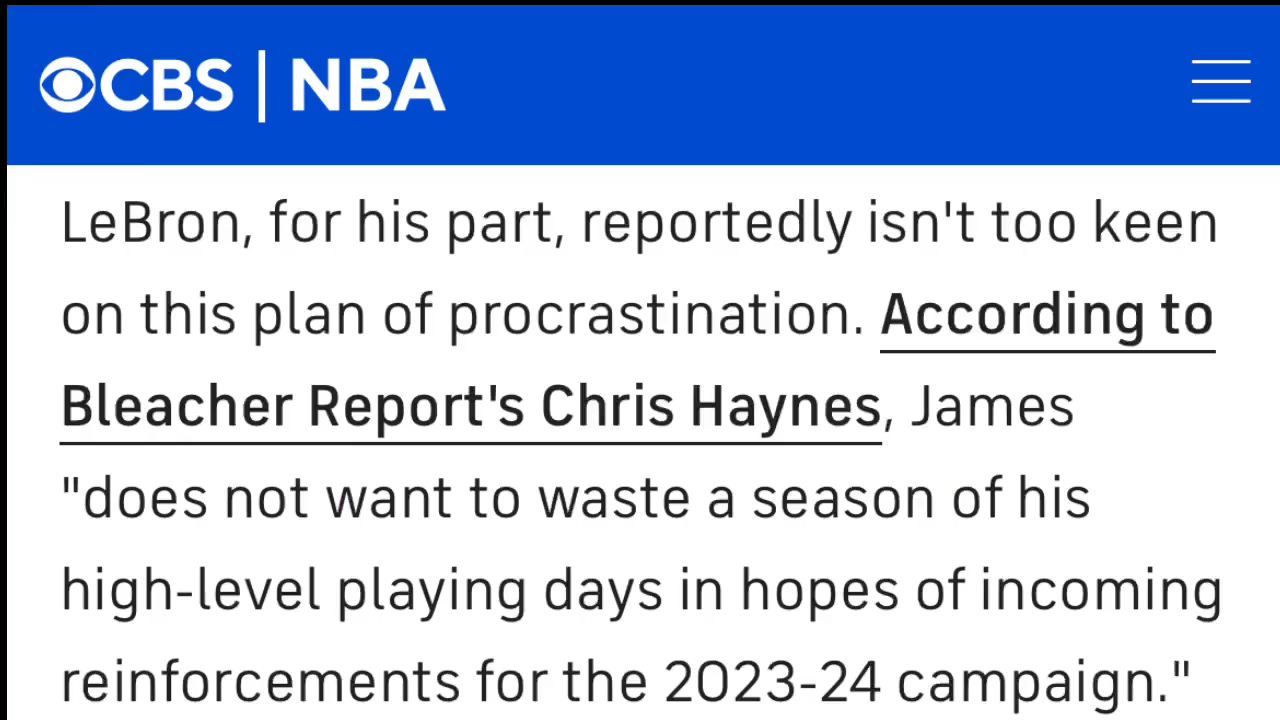 CBS | NBA
LeBron, for his part, reportedly isn't too keen
on this plan of procrastination. According to
Bleacher Report's Chris Haynes, James
"does not want to waste a season of his
high-level playing days in hopes of incoming
reinforcements for the 2023-24 campaign."